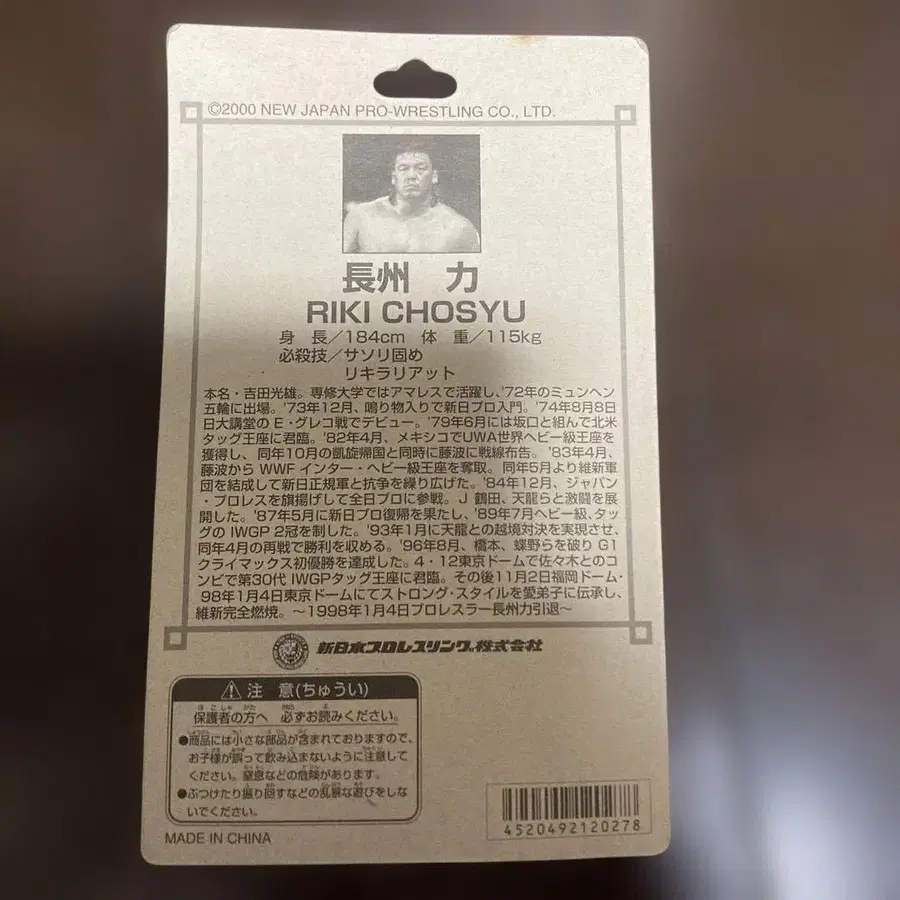 ©2000 NEW JAPAN PRO-WRESTLING CO., LTD.
長州 力
RIKI CHOSYU
身 長／184cm 体 重／115kg
必殺技／サソリ固め
リキラリアット
本名・吉田光雄。専修大学ではアマレスで活躍し、'72年のミュンヘン
五輪に出場。'73年12月、鳴り物入りで新日プロ入門。'74年8月8日
日大講堂の E・グレコ戦でデビュー。'79年6月には坂口と組んで北米
タッグ王座に君臨。'82年4月、メキシコでUWA世界ヘビー級王座を
獲得し、同年10月の凱旋帰国と同時に藤波に戦線布告。'83年4月、
藤波から WWF インター・ヘビー級王座を奪取。同年5月より維新軍
団を結成して新日正規軍と抗争を繰り広げた。'84年12月、ジャパン
・プロレスを旗揚げして全日プロに参戦。J 鶴田、天龍らと激闘を展
開した。'87年5月に新日プロ復帰を果たし、'89年7月ヘビー級、タッ
グの IWGP 2冠を制した。'93年1月に天龍との越境対決を実現させ、
同年4月の再戦で勝利を収める。'96年8月、橋本、蝶野らを破り G1
クライマックス初優勝を達成した。4・12東京ドームで佐々木とのコ
ンビで第30代 IWGPタッグ王座に君臨。その後11月2日福岡ドーム・
98年1月4日東京ドームにてストロング・スタイルを愛弟子に伝承し、
維新完全燃焼。～1998年1月4日プロレスラー長州力引退～
新日本プロレスリング株式会社
注 意(ちゅうい)
保護者の方へ 必ずお読みください。
●商品には小さな部品が含まれておりますので、
お子様が誤って飲み込まないように注意して
ください。窒息などの危険があります。
●ぶつけたり振り回すなどの乱暴な遊びをしな
いでください。
MADE IN CHINA
4520492120278